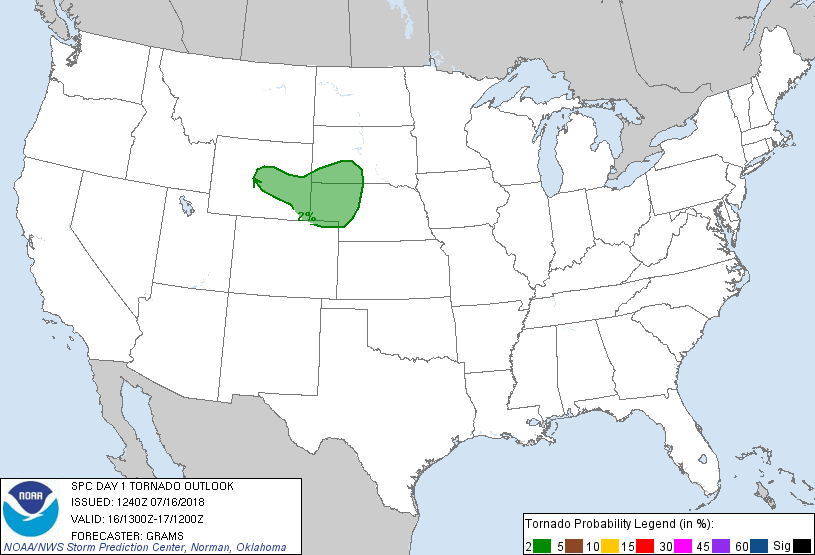 2%
NOAA
SPC DAY 1 TORNADO OUTLOOK
ISSUED: 1240Z 07/16/2018
VALID: 16/1300Z-17/1200Z
FORECASTER: GRAMS
NOAA/NWS Storm Prediction Center, Norman, Oklahoma
Tornado Probability Legend (in %):
2 5 10 15 30 45 60 Sig